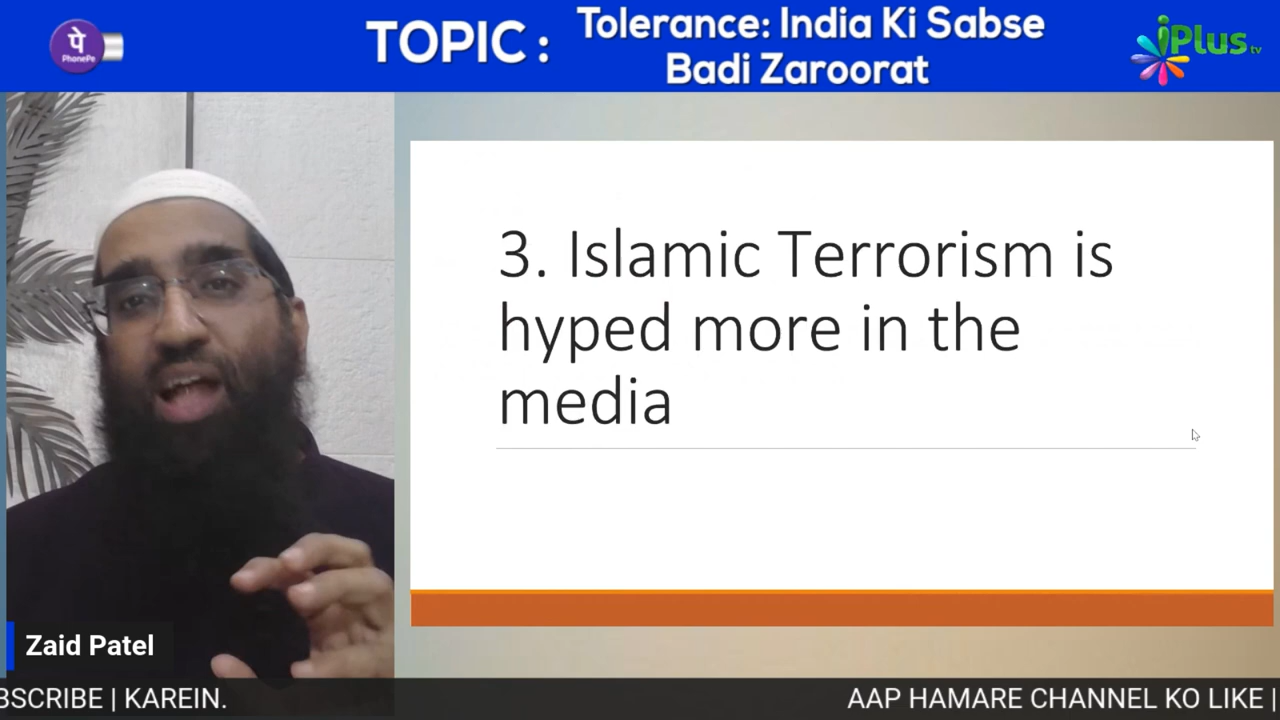 पे
PhonePe
TOPIC :
Tolerance: India Ki Sabse
Badi Zaroorat
iPlus tv
3. Islamic Terrorism is
hyped more in the
media
Zaid Patel
BSCRIBE | KAREIN.
AAP HAMARE CHANNEL KO LIKE |